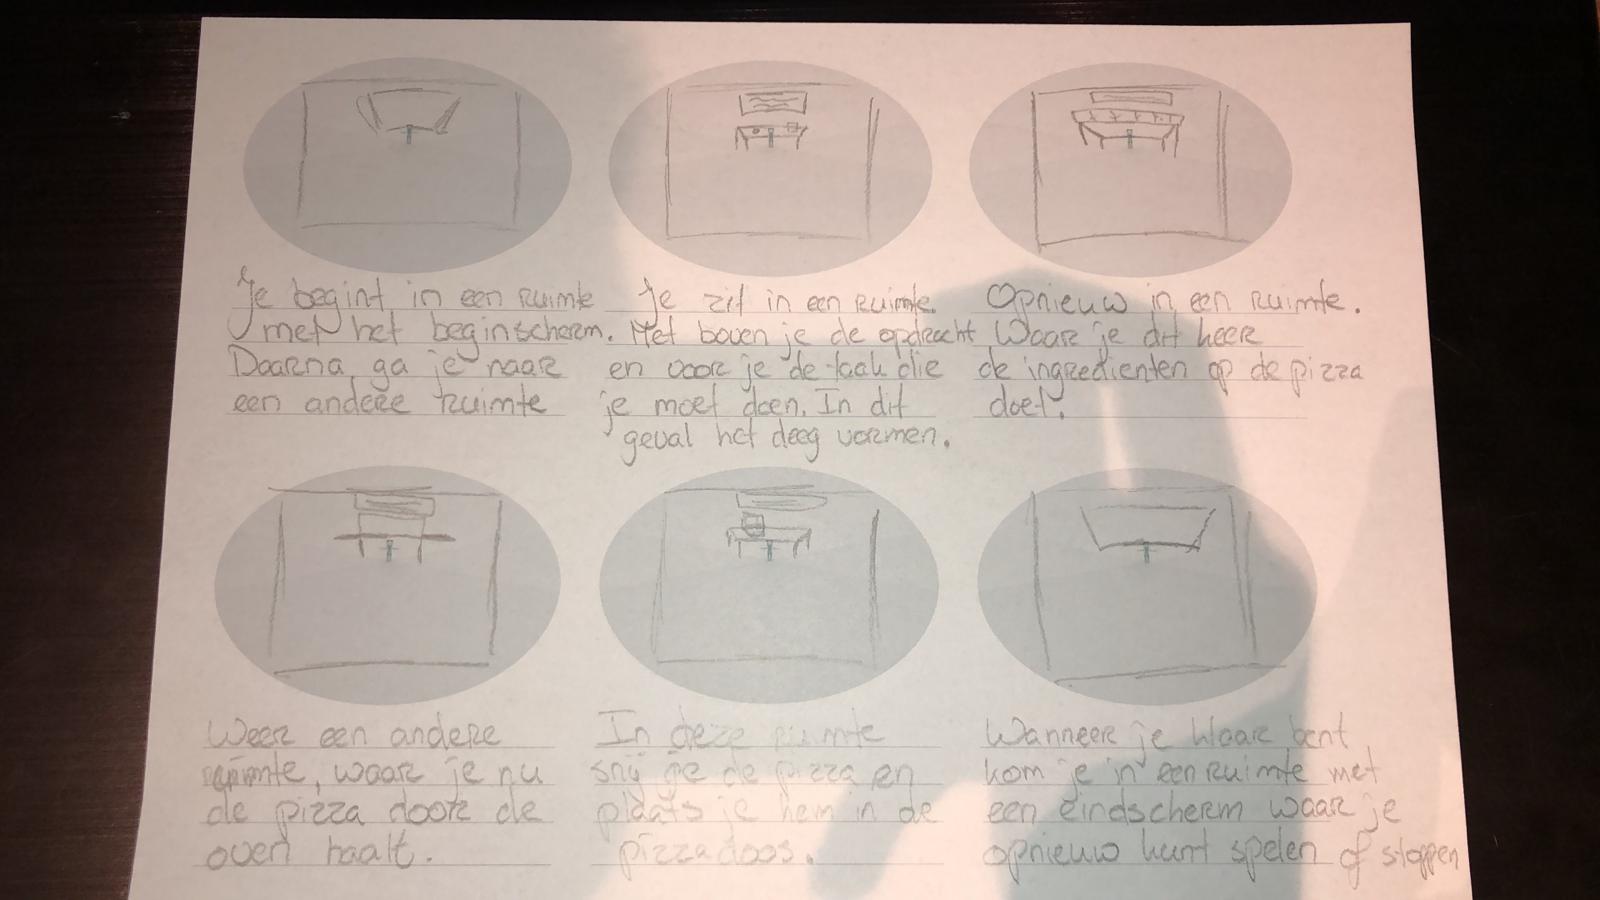 Je begint in een ruimte
met het beginscherm.
Daarna ga je naar
een andere ruimte
Je zit in een ruimte.
Met boven je de opdracht
en voor je de taak die
je moet doen. In dit
geval het deeg vormen.
Opnieuw in een ruimte.
Waar je dit keer
de ingredienten op de pizza
doet.
Weer een andere
ruimte, waar je nu
de pizza door de
oven haalt.
In deze ruimte
snij je de pizza en
plaats je hem in de
pizzadoos.
Wanneer je klaar bent
kom je in een ruimte met
een eindscherm waar je
opnieuw kunt spelen of stoppen